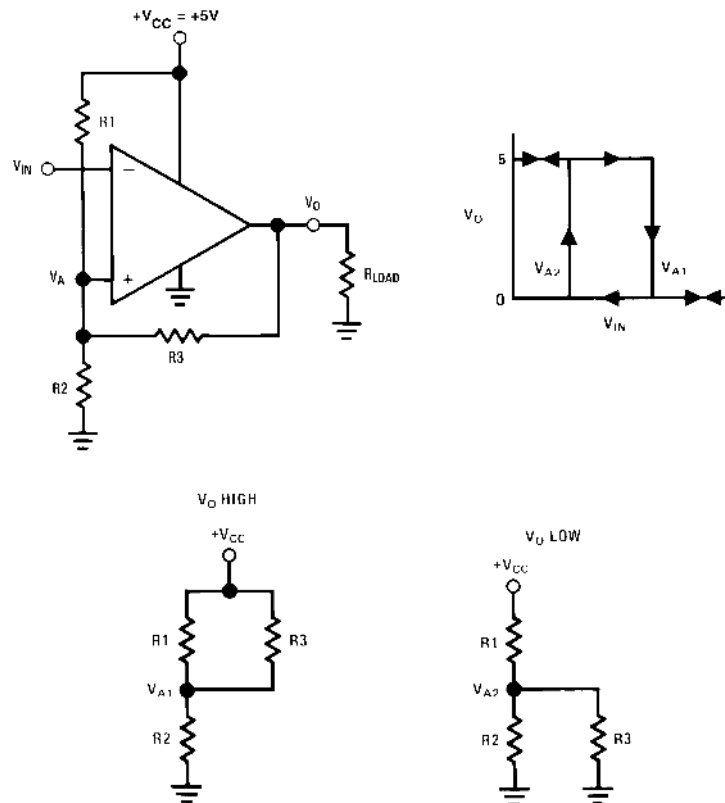 +VCC = +5V
R1
VIN
−
VO
VA
+
RLOAD
R3
R2
5
VO
VA2
VA1
0
VIN
VO HIGH
+VCC
R1
R3
VA1
R2
VO LOW
+VCC
R1
VA2
R2
R3